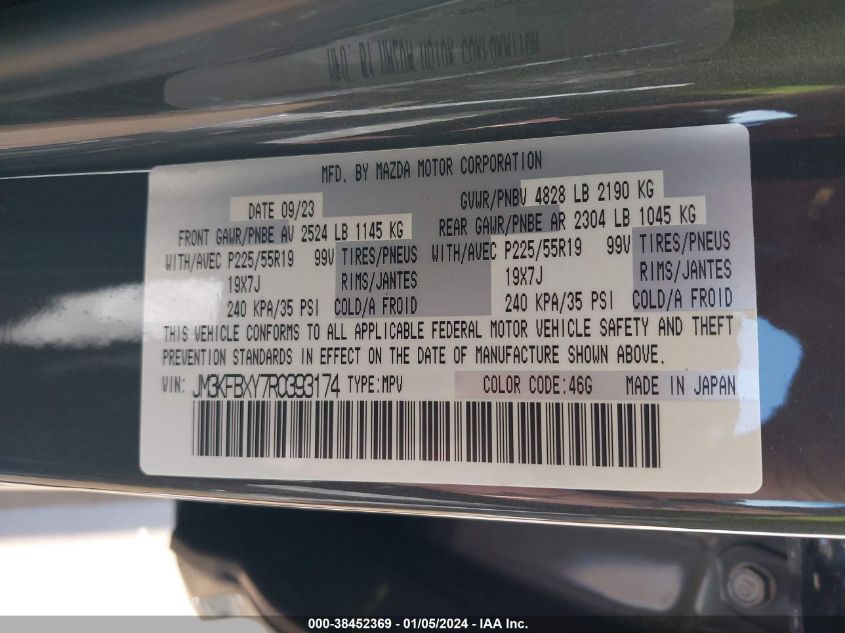 MFD. BY MAZDA MOTOR CORPORATION
DATE 09/23 GVWR/PNBV 4828 LB 2190 KG
FRONT GAWR/PNBE AV 2524 LB 1145 KG REAR GAWR/PNBE AR 2304 LB 1045 KG
WITH/AVEC P225/55R19 99V TIRES/PNEUS WITH/AVEC P225/55R19 99V TIRES/PNEUS
19X7J RIMS/JANTES 19X7J RIMS/JANTES
240 KPA/35 PSI COLD/A FROID 240 KPA/35 PSI COLD/A FROID
THIS VEHICLE CONFORMS TO ALL APPLICABLE FEDERAL MOTOR VEHICLE SAFETY AND THEFT
PREVENTION STANDARDS IN EFFECT ON THE DATE OF MANUFACTURE SHOWN ABOVE.
VIN: JM3KFBXY7R0393174 TYPE:MPV COLOR CODE:46G MADE IN JAPAN
000-38452369 - 01/05/2024 - IAA Inc.